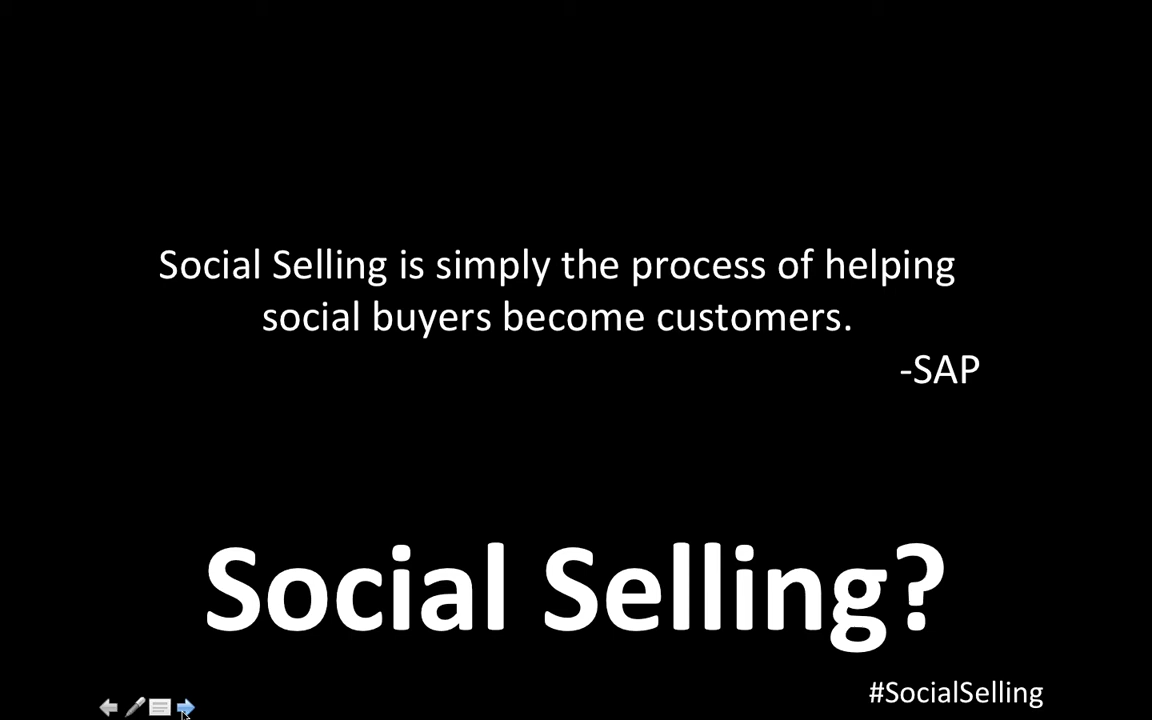 Social Selling is simply the process of helping
social buyers become customers.
-SAP
Social Selling?
#SocialSelling